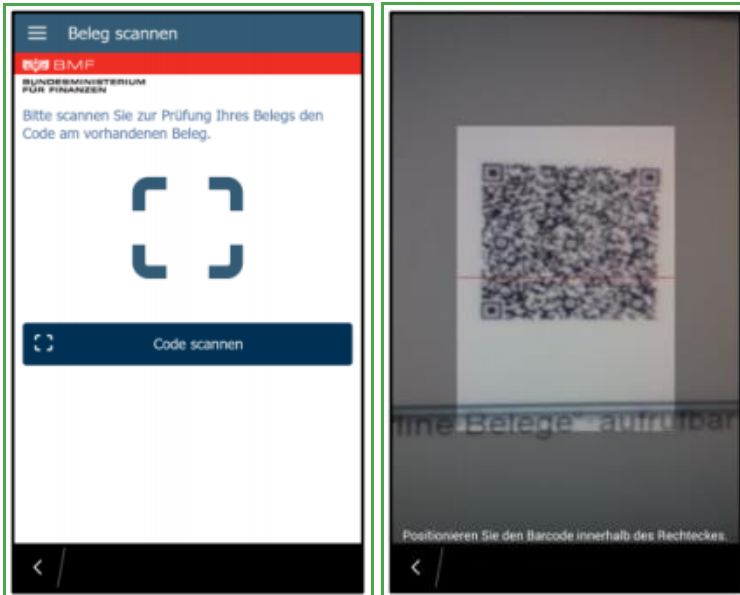 Beleg scannen
BMF
BUNDESMINISTERIUM
FÜR FINANZEN
Bitte scannen Sie zur Prüfung Ihres Belegs den
Code am vorhandenen Beleg.
Code scannen
line Belege" aufrufbar
Positionieren Sie den Barcode innerhalb des Rechteckes.